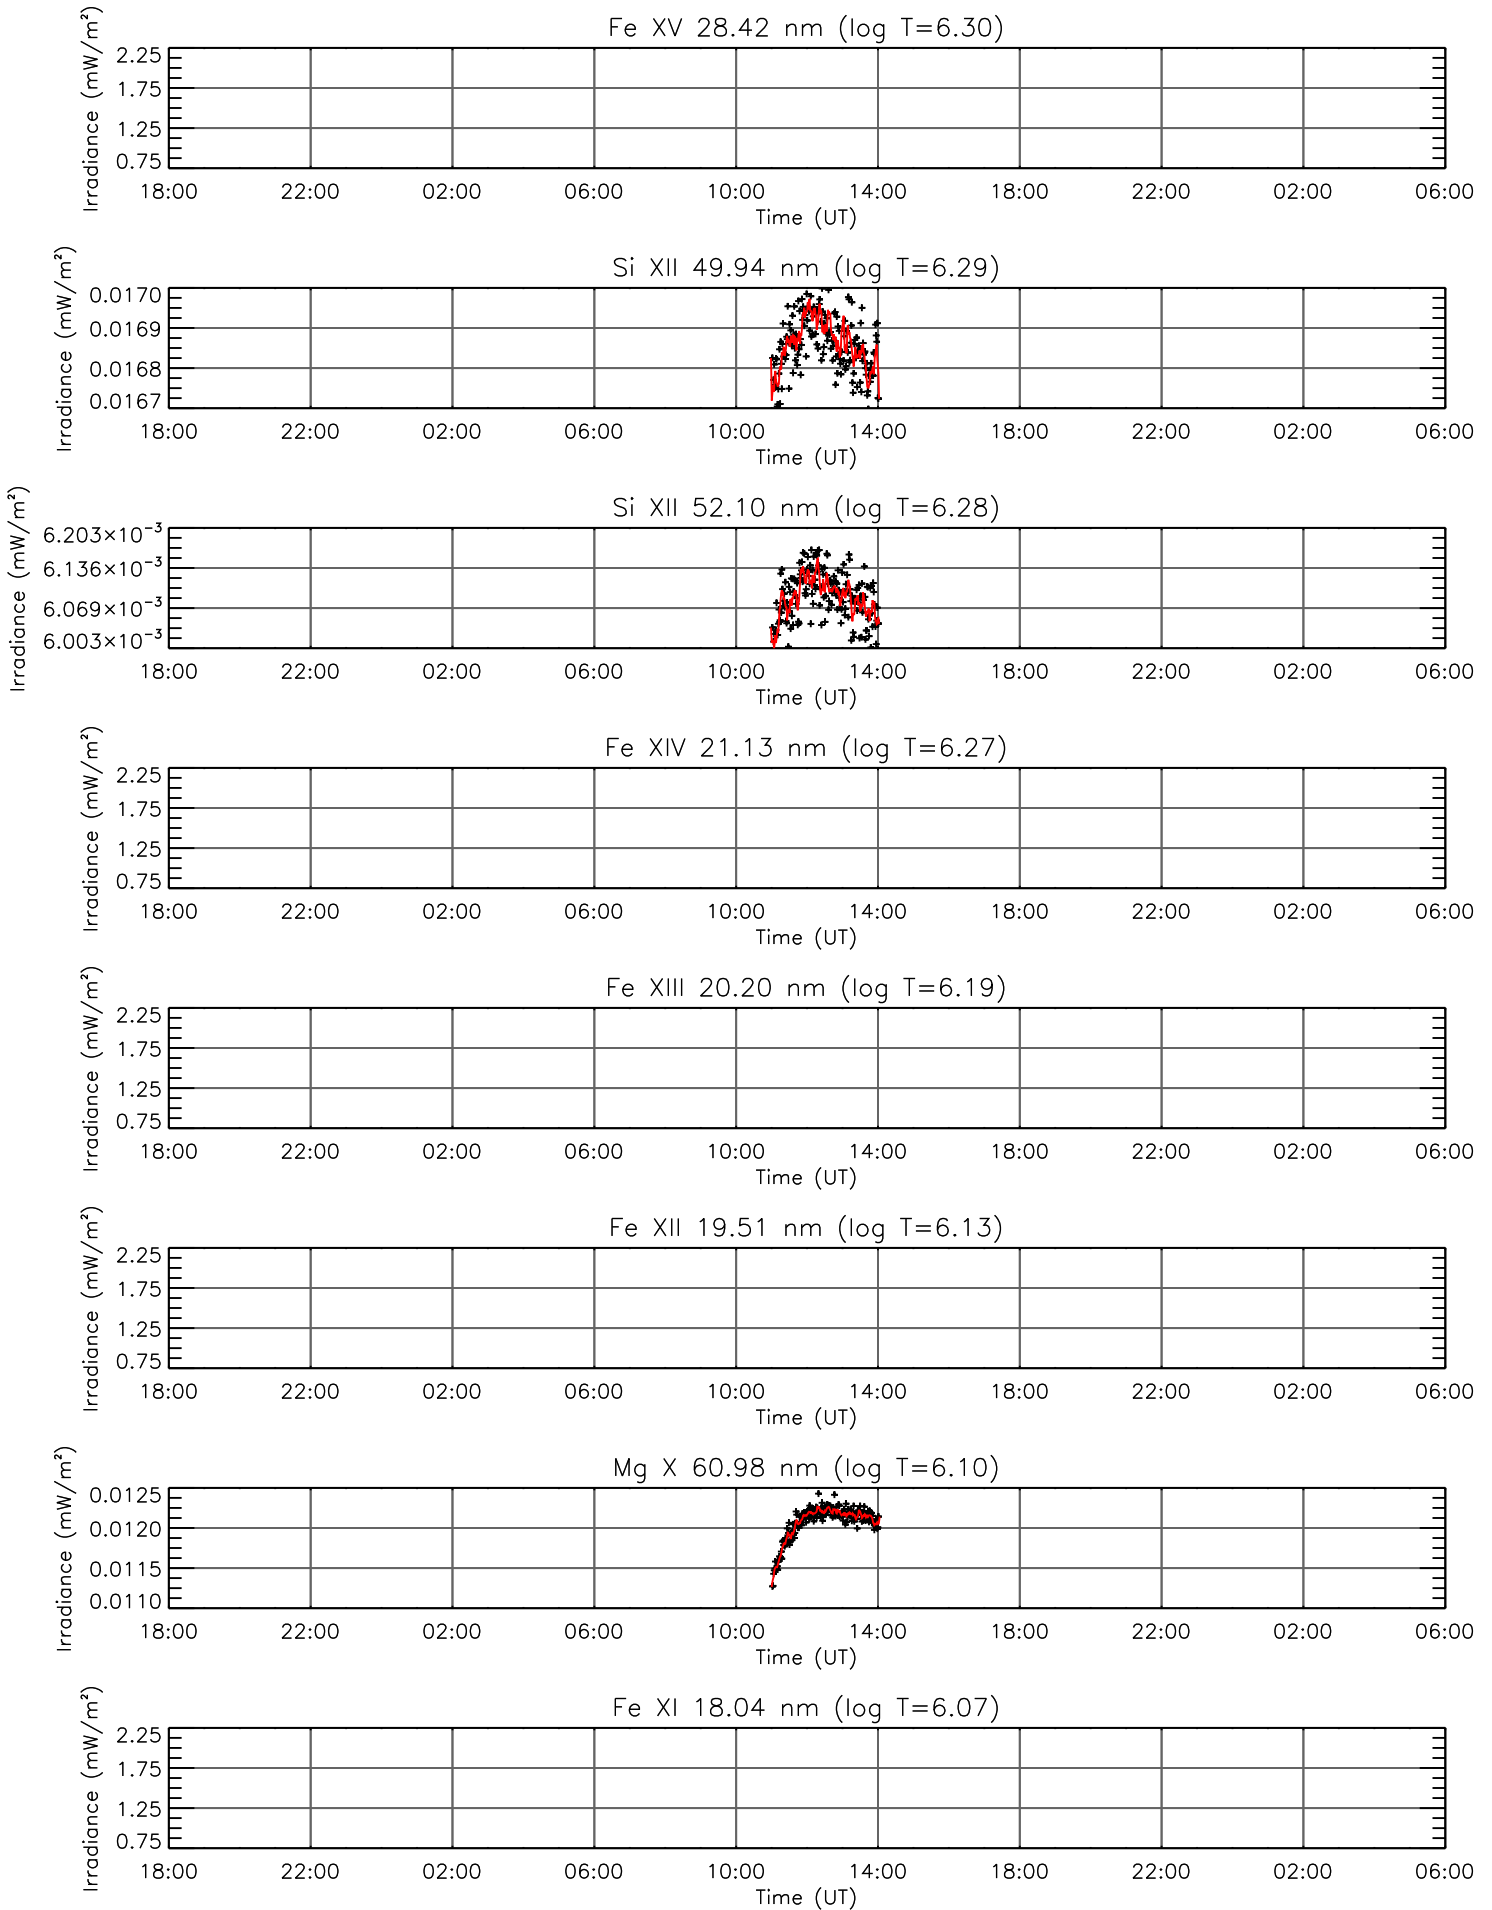 Fe XV 28.42 nm (log T=6.30)
Irradiance (mW/m²)
2.25
1.75
1.25
0.75
18:00 22:00 02:00 06:00 10:00 14:00 18:00 22:00 02:00 06:00
Time (UT)
Si XII 49.94 nm (log T=6.29)
Irradiance (mW/m²)
0.0170
0.0169
0.0168
0.0167
18:00 22:00 02:00 06:00 10:00 14:00 18:00 22:00 02:00 06:00
Time (UT)
Si XII 52.10 nm (log T=6.28)
Irradiance (mW/m²)
6.203×10⁻³
6.136×10⁻³
6.069×10⁻³
6.003×10⁻³
18:00 22:00 02:00 06:00 10:00 14:00 18:00 22:00 02:00 06:00
Time (UT)
Fe XIV 21.13 nm (log T=6.27)
Irradiance (mW/m²)
2.25
1.75
1.25
0.75
18:00 22:00 02:00 06:00 10:00 14:00 18:00 22:00 02:00 06:00
Time (UT)
Fe XIII 20.20 nm (log T=6.19)
Irradiance (mW/m²)
2.25
1.75
1.25
0.75
18:00 22:00 02:00 06:00 10:00 14:00 18:00 22:00 02:00 06:00
Time (UT)
Fe XII 19.51 nm (log T=6.13)
Irradiance (mW/m²)
2.25
1.75
1.25
0.75
18:00 22:00 02:00 06:00 10:00 14:00 18:00 22:00 02:00 06:00
Time (UT)
Mg X 60.98 nm (log T=6.10)
Irradiance (mW/m²)
0.0125
0.0120
0.0115
0.0110
18:00 22:00 02:00 06:00 10:00 14:00 18:00 22:00 02:00 06:00
Time (UT)
Fe XI 18.04 nm (log T=6.07)
Irradiance (mW/m²)
2.25
1.75
1.25
0.75
18:00 22:00 02:00 06:00 10:00 14:00 18:00 22:00 02:00 06:00
Time (UT)